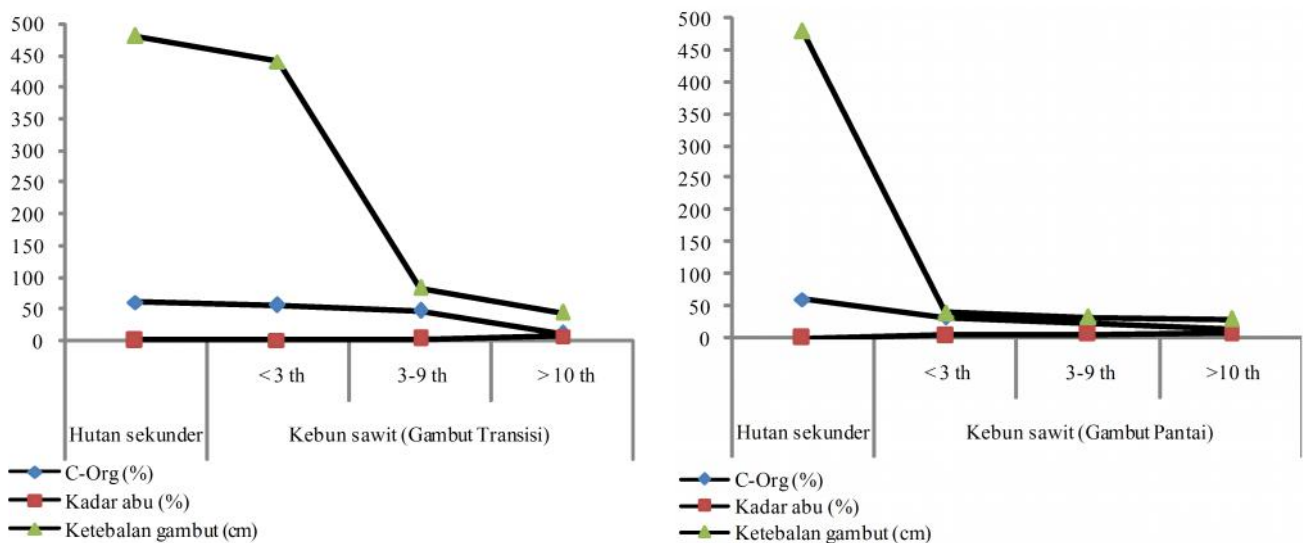 500
450
400
350
300
250
200
150
100
50
0
< 3 th
3-9 th
> 10 th
Hutan sekunder
Kebun sawit (Gambut Transisi)
C-Org (%)
Kadar abu (%)
Ketebalan gambut (cm)
500
450
400
350
300
250
200
150
100
50
0
< 3 th
3-9 th
>10 th
Hutan sekunder
Kebun sawit (Gambut Pantai)
C-Org (%)
Kadar abu (%)
Ketebalan gambut (cm)